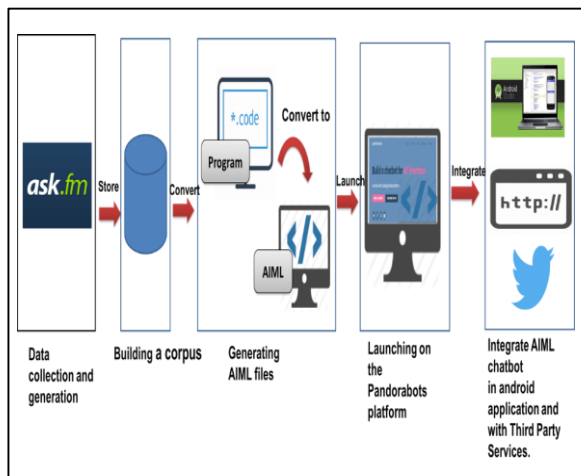 ask.fm
Store
Convert
*.code
Program
Convert to
</>
AIML
Launch
</>
Integrate
Android
http://
Data
collection and
generation
Building a corpus
Generating
AIML files
Launching on
the
Pandorabots
platform
Integrate AIML
chatbot
in android
application and
with Third Party
Services.